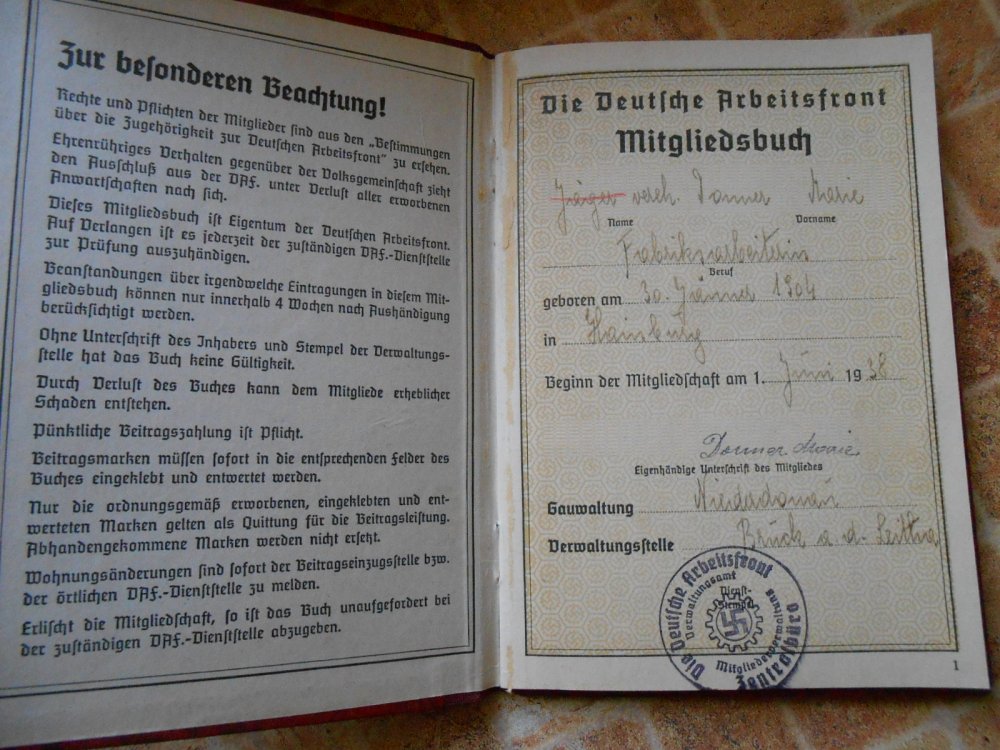 Zur besonderen Beachtung!
Rechte und Pflichten der Mitglieder sind aus den „Bestimmungen
über die Zugehörigkeit zur Deutschen Arbeitsfront“ zu ersehen.
Ehrenrühriges Verhalten gegenüber der Volksgemeinschaft zieht
den Ausschluß aus der DAF. unter Verlust aller erworbenen
Anwartschaften nach sich.
Dieses Mitgliedsbuch ist Eigentum der Deutschen Arbeitsfront.
Auf Verlangen ist es jederzeit der zuständigen DAF.-Dienststelle
zur Prüfung auszuhändigen.
Beanstandungen über irgendwelche Eintragungen in diesem Mit-
gliedsbuch können nur innerhalb 4 Wochen nach Aushändigung
berücksichtigt werden.
Ohne Unterschrift des Inhabers und Stempel der Verwaltungs-
stelle hat das Buch keine Gültigkeit.
Durch Verlust des Buches kann dem Mitgliede erheblicher
Schaden entstehen.
Pünktliche Beitragszahlung ist Pflicht.
Beitragsmarken müssen sofort in die entsprechenden Felder des
Buches eingeklebt und entwertet werden.
Nur die ordnungsgemäß erworbenen, eingeklebten und ent-
werteten Marken gelten als Quittung für die Beitragsleistung.
Abhandengekommene Marken werden nicht ersetzt.
Wohnungsänderungen sind sofort der Beitragseinzugsstelle bzw.
der örtlichen DAF.-Dienststelle zu melden.
Erlischt die Mitgliedschaft, so ist das Buch unaufgefordert bei
der zuständigen DAF.-Dienststelle abzugeben.
Die Deutsche Arbeitsfront
Mitgliedsbuch
Jäger vereh. Donner Marie
Name Vorname
Fabriksarbeiterin
Beruf
geboren am 30. Jänner 1904
in Hainburg
Beginn der Mitgliedschaft am 1. Juni 1938
Donner Marie
Eigenhändige Unterschrift des Mitgliedes
Gauwaltung Niederdonau
Verwaltungsstelle Bruck a. d. Leitha
Die Deutsche Arbeitsfront
Verwaltungsamt
Dienst-
Stempel
Mitgliederverwaltung
Zentralbüro
1